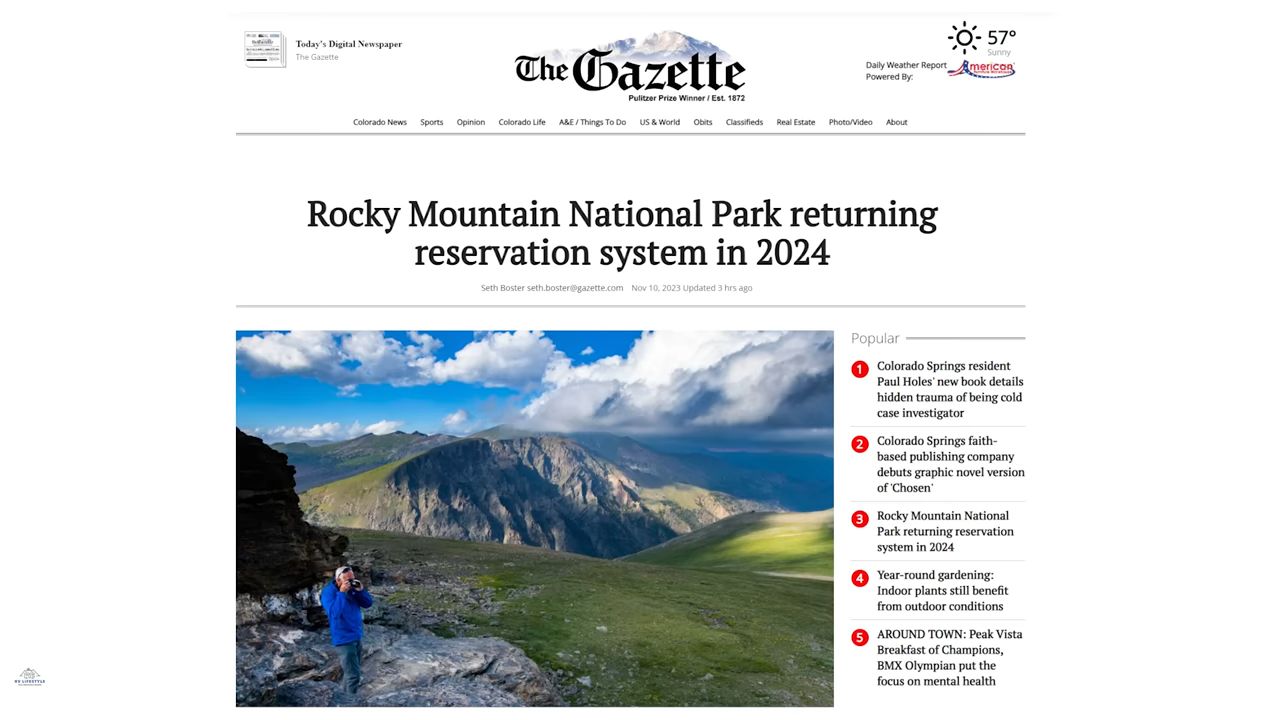 Today's Digital Newspaper
The Gazette
The Gazette
Pulitzer Prize Winner / Est. 1872
57°
Sunny
Daily Weather Report
Powered By:
American
Colorado News Sports Opinion Colorado Life A&E / Things To Do US & World Obits Classifieds Real Estate Photo/Video About
Rocky Mountain National Park returning
reservation system in 2024
Seth Boster seth.boster@gazette.com Nov 10, 2023 Updated 3 hrs ago
Popular
1 Colorado Springs resident
Paul Holes' new book details
hidden trauma of being cold
case investigator
2 Colorado Springs faith-
based publishing company
debuts graphic novel version
of 'Chosen'
3 Rocky Mountain National
Park returning reservation
system in 2024
4 Year-round gardening:
Indoor plants still benefit
from outdoor conditions
5 AROUND TOWN: Peak Vista
Breakfast of Champions,
BMX Olympian put the
focus on mental health
RV LIFESTYLE